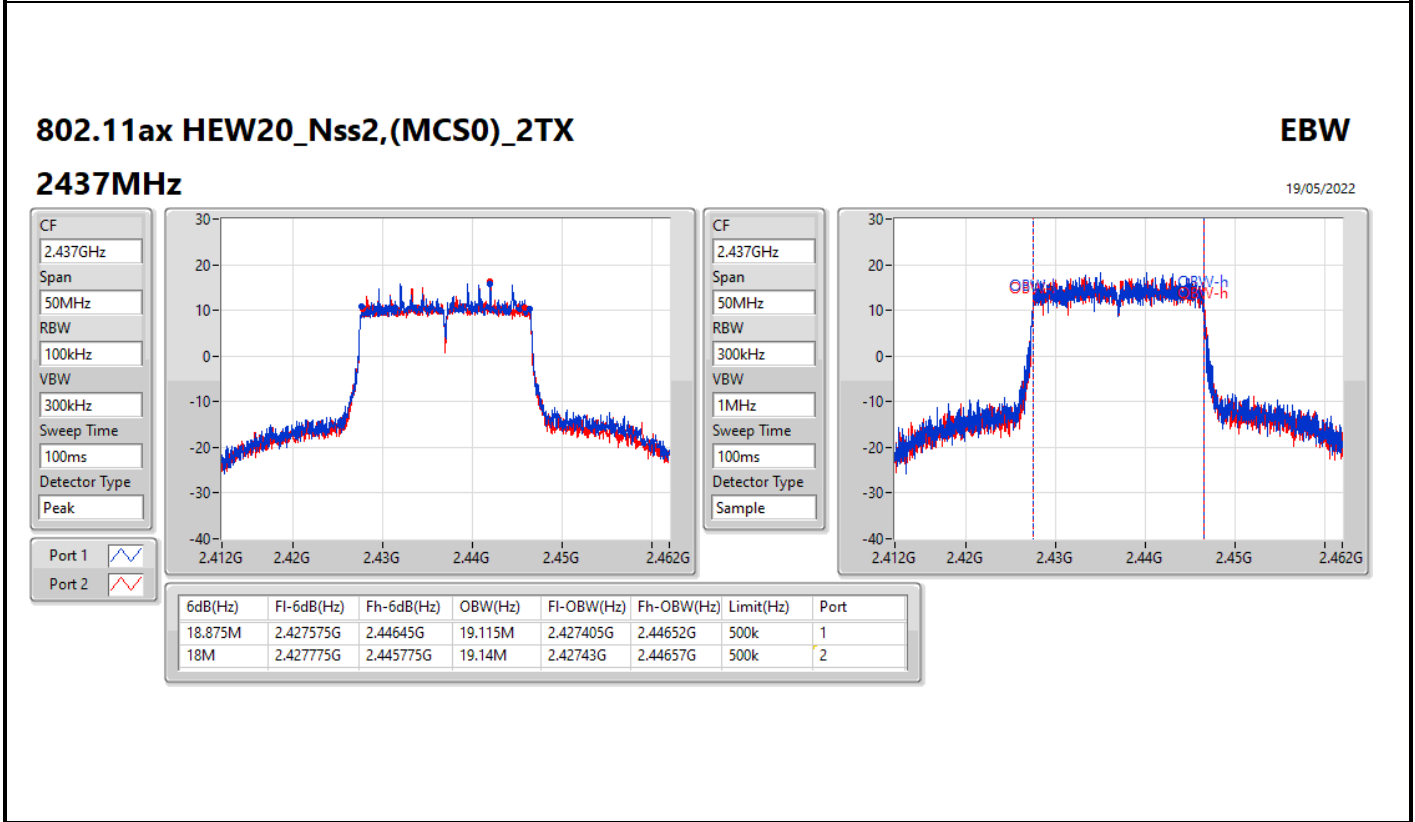 802.11ax HEW20_Nss2,(MCS0)_2TX
EBW
2437MHz
19/05/2022
CF
2.437GHz
Span
50MHz
RBW
100kHz
VBW
300kHz
Sweep Time
100ms
Detector Type
Peak
Port 1
Port 2
30
20
10
0
-10
-20
-30
-40
2.412G 2.42G 2.43G 2.44G 2.45G 2.462G
CF
2.437GHz
Span
50MHz
RBW
300kHz
VBW
1MHz
Sweep Time
100ms
Detector Type
Sample
30
20
10
0
-10
-20
-30
-40
OBW-h
2.412G 2.42G 2.43G 2.44G 2.45G 2.462G
6dB(Hz) Fl-6dB(Hz) Fh-6dB(Hz) OBW(Hz) Fl-OBW(Hz) Fh-OBW(Hz) Limit(Hz) Port
18.875M 2.427575G 2.44645G 19.115M 2.427405G 2.44652G 500k 1
18M 2.427775G 2.445775G 19.14M 2.42743G 2.44657G 500k 2